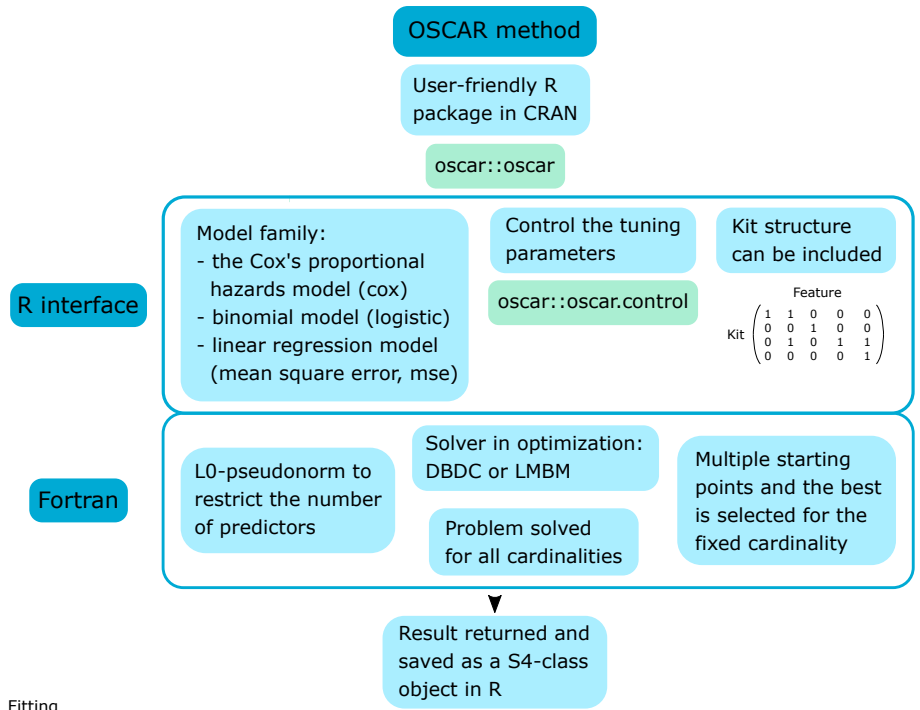 OSCAR method
User-friendly R
package in CRAN
oscar::oscar
R interface
Model family:
- the Cox's proportional
hazards model (cox)
- binomial model (logistic)
- linear regression model
(mean square error, mse)
Control the tuning
parameters
oscar::oscar.control
Kit structure
can be included
Feature
Kit
1 1 0 0 0
0 0 1 0 0
0 1 0 1 1
0 0 0 0 1
Fortran
L0-pseudonorm to
restrict the number
of predictors
Solver in optimization:
DBDC or LMBM
Problem solved
for all cardinalities
Multiple starting
points and the best
is selected for the
fixed cardinality
Result returned and
saved as a S4-class
object in R
Fitting